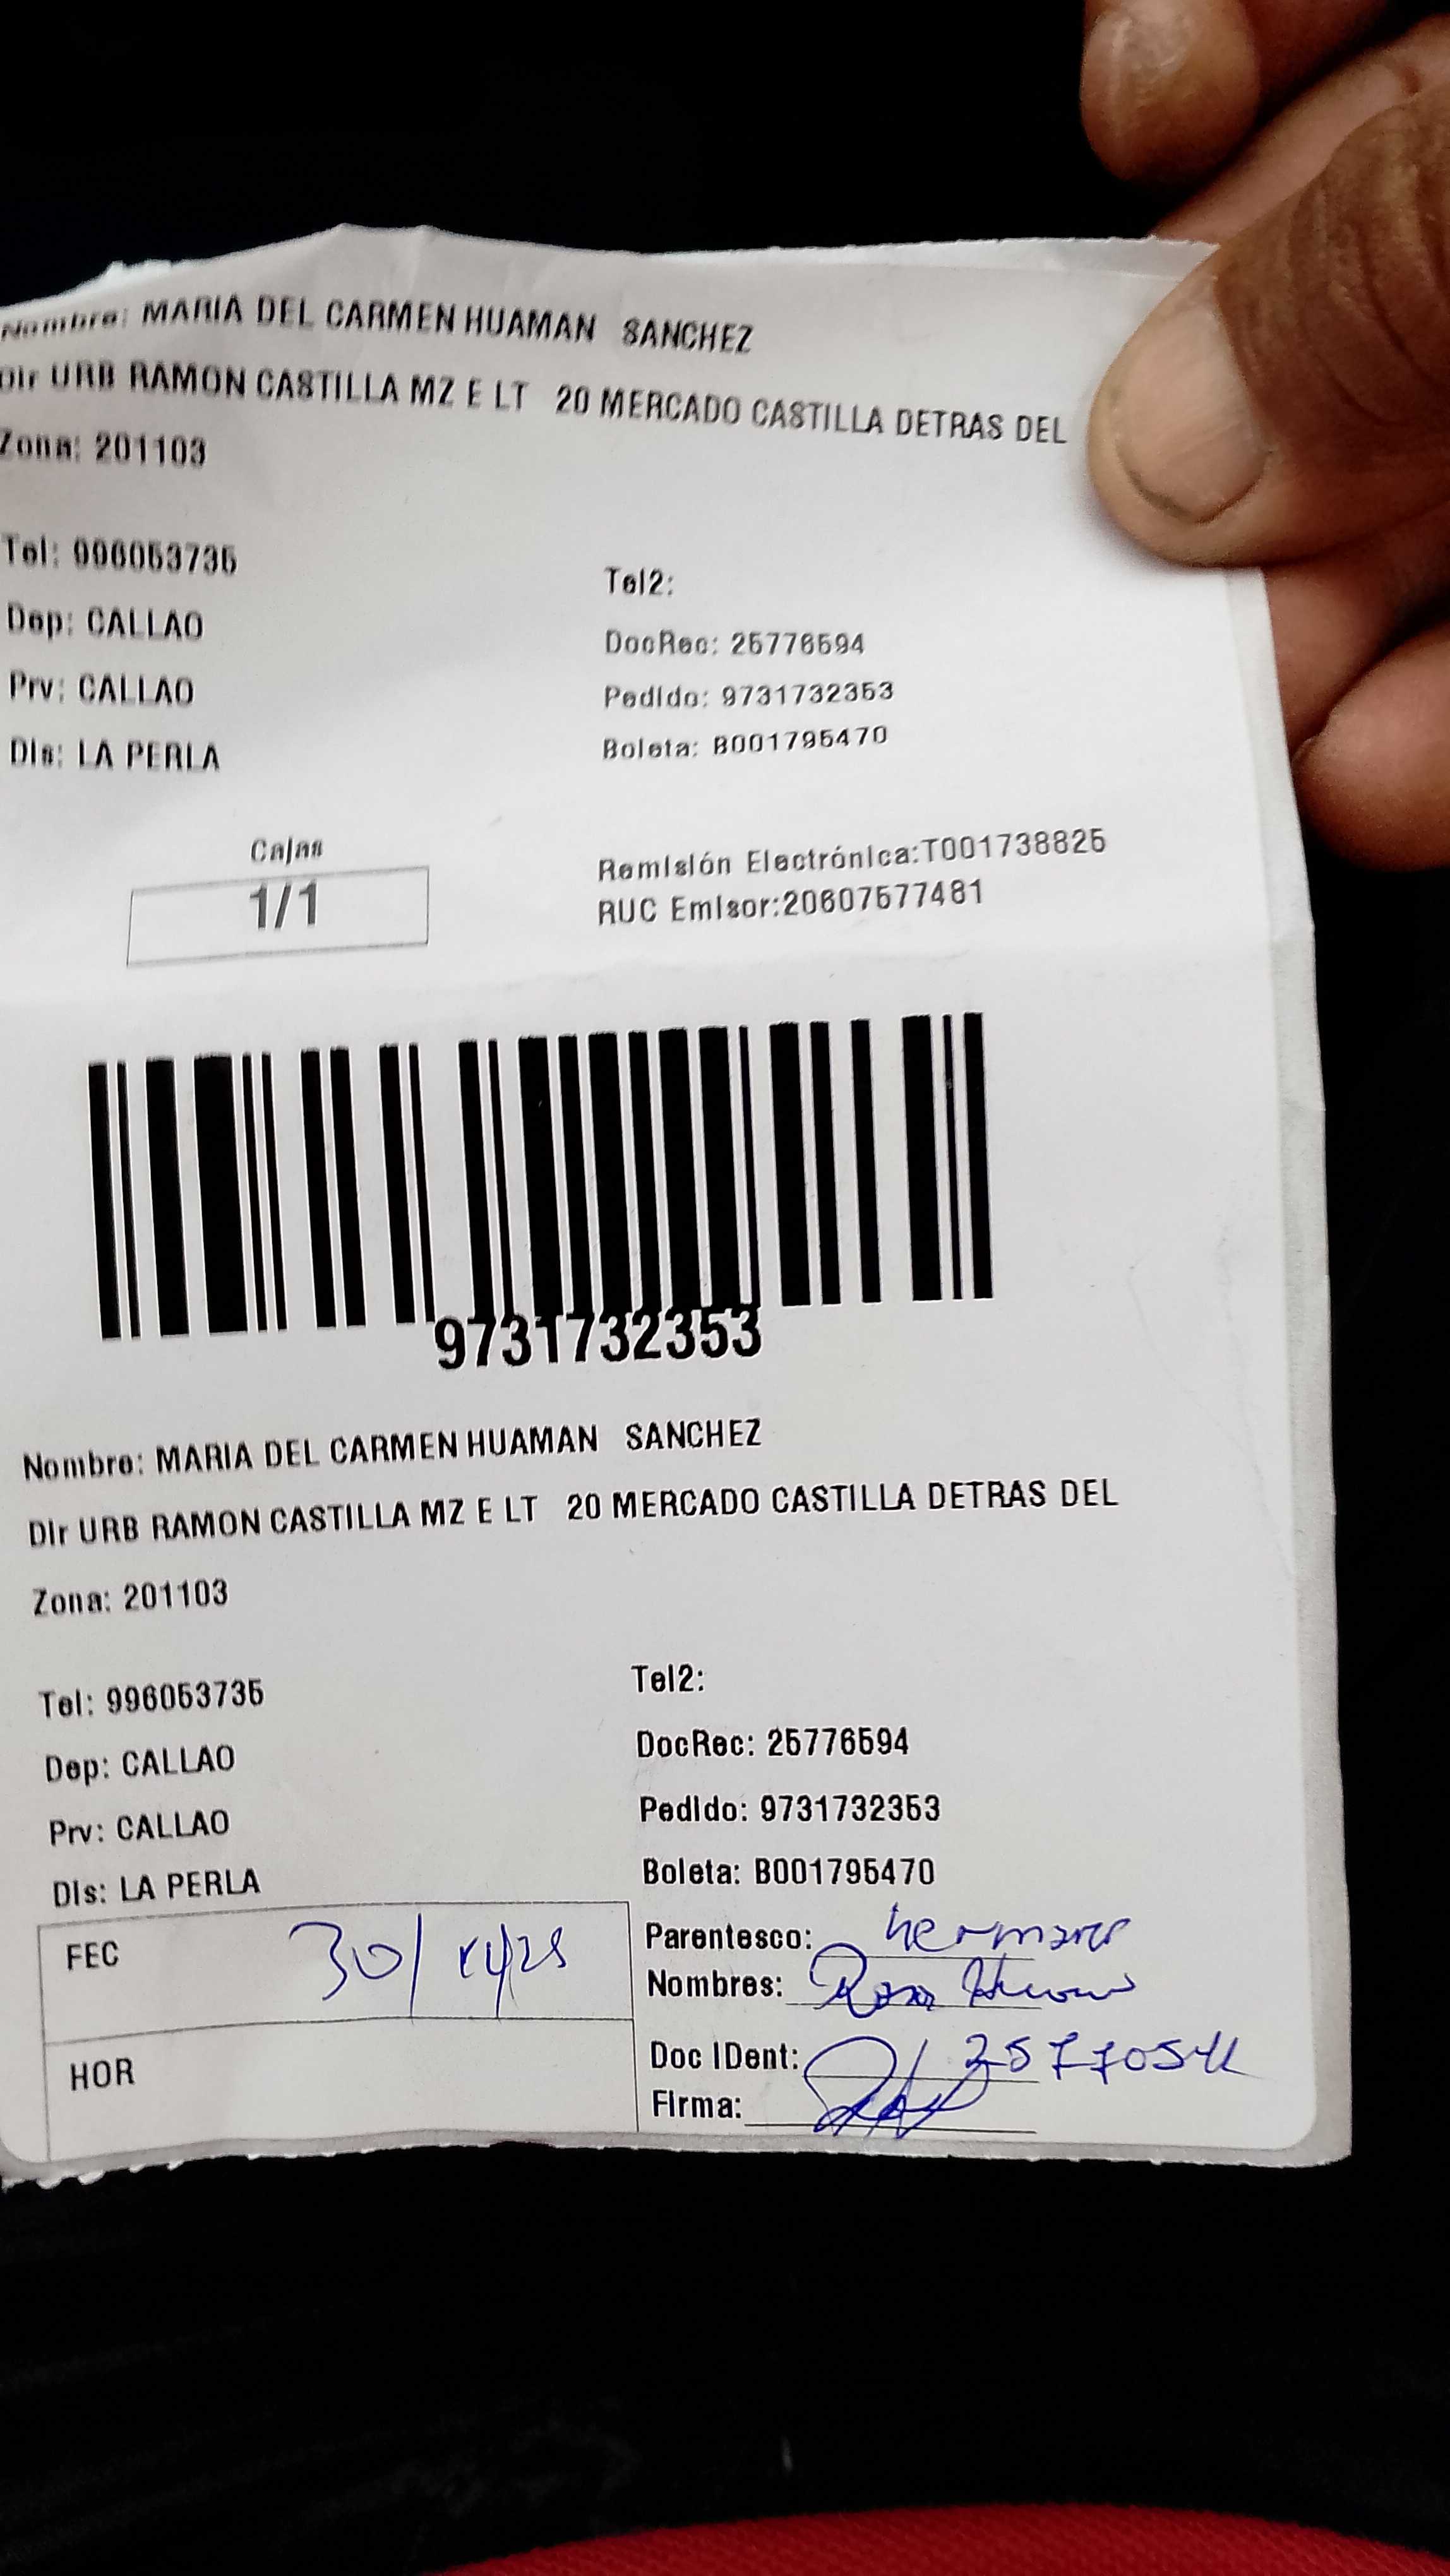 Nombre: MARIA DEL CARMEN HUAMAN SANCHEZ
Dir URB RAMON CASTILLA MZ E LT 20 MERCADO CASTILLA DETRAS DEL
Zona: 201103
Tel: 996053735
Tel2:
Dep: CALLAO
DocRec: 25776594
Prv: CALLAO
Pedido: 9731732353
Dis: LA PERLA
Boleta: B001795470
Cajas
1/1
Remisión Electrónica:T001738825
RUC Emisor:20607577481
9731732353
Nombre: MARIA DEL CARMEN HUAMAN SANCHEZ
Dir URB RAMON CASTILLA MZ E LT 20 MERCADO CASTILLA DETRAS DEL
Zona: 201103
Tel: 996053735
Tel2:
Dep: CALLAO
DocRec: 25776594
Prv: CALLAO
Pedido: 9731732353
Dis: LA PERLA
Boleta: B001795470
FEC 30/
Parentesco: hermana
Nombres: Rosa
HOR
Doc IDent:
Firma: